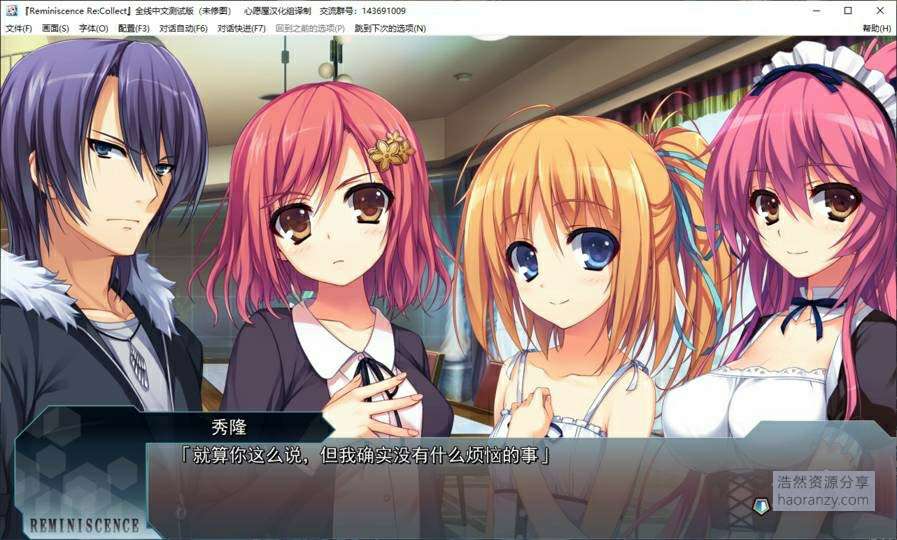 『Reminiscence Re:Collect』全线中文测试版（未修图） 心愿屋汉化组译制 交流群号：143691009
文件(F) 画面(S) 字体(O) 配置(F3) 对话自动(F6) 对话快进(F7) 回到之前的选项(P) 跳到下次的选项(N) 帮助(H)
秀隆
「就算你这么说，但我确实没有什么烦恼的事」
浩然资源分享
haoranzy.com
REMINISCENCE